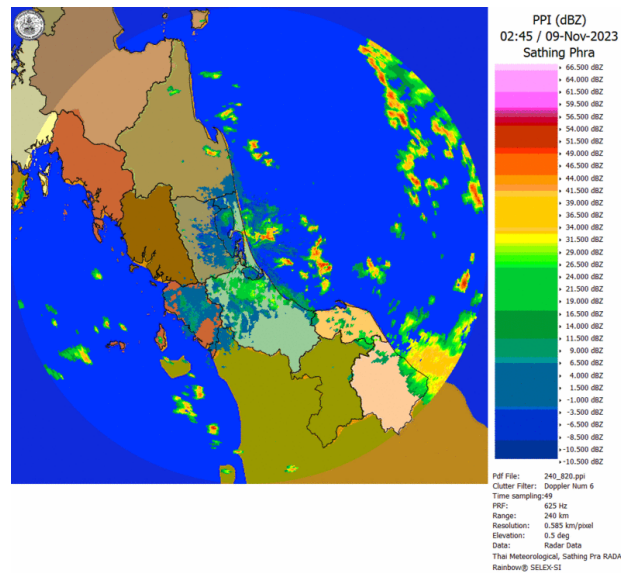 PPI (dBZ)
02:45 / 09-Nov-2023
Sathing Phra
66.500 dBZ
64.000 dBZ
61.500 dBZ
59.500 dBZ
56.500 dBZ
54.000 dBZ
51.500 dBZ
49.000 dBZ
46.500 dBZ
44.000 dBZ
41.500 dBZ
39.000 dBZ
36.500 dBZ
34.000 dBZ
31.500 dBZ
29.000 dBZ
26.500 dBZ
24.000 dBZ
21.500 dBZ
19.000 dBZ
16.500 dBZ
14.000 dBZ
11.500 dBZ
9.000 dBZ
6.500 dBZ
4.000 dBZ
1.500 dBZ
-1.000 dBZ
-3.500 dBZ
-6.500 dBZ
-8.500 dBZ
-10.500 dBZ
-10.500 dBZ
Pdf File: 240_820.ppi
Clutter Filter: Doppler Num 6
Time sampling:49
PRF: 625 Hz
Range: 240 km
Resolution: 0.585 km/pixel
Elevation: 0.5 deg
Data: Radar Data
Thai Meteorological, Sathing Pra RADA
Rainbow® SELEX-SI